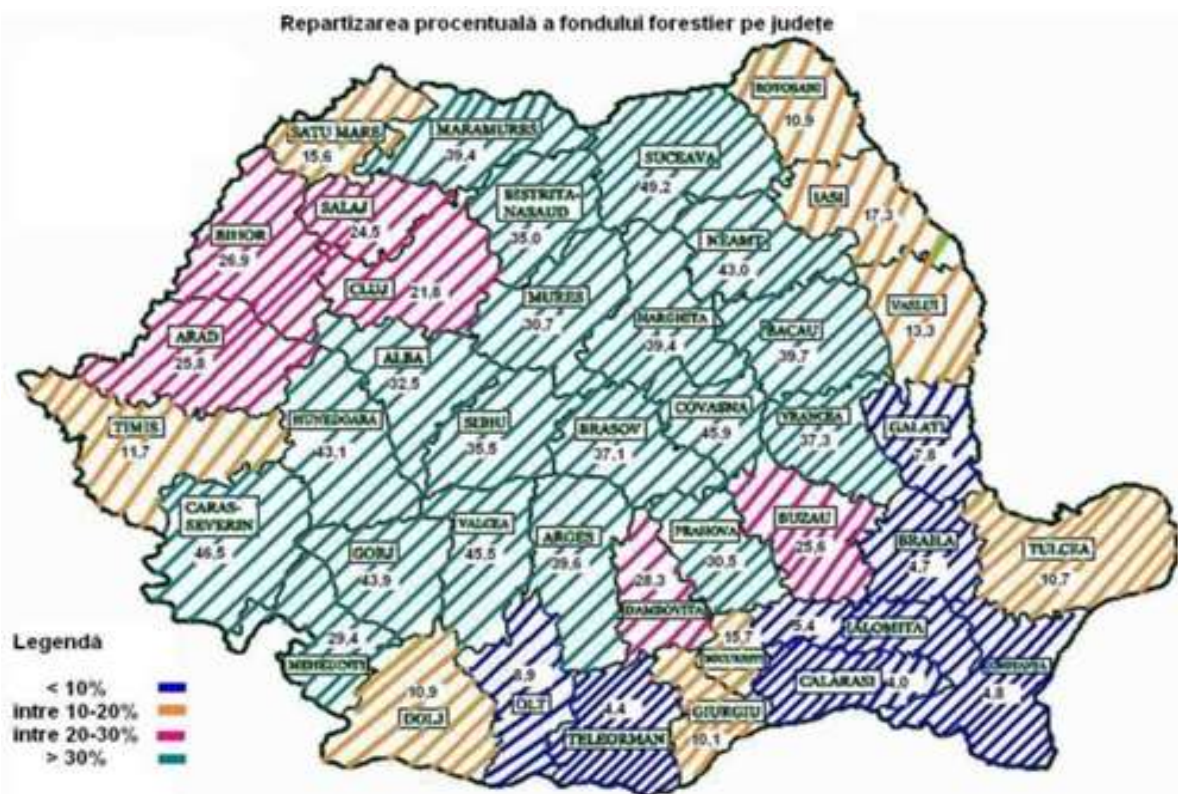 Repartizarea procentuală a fondului forestier pe județe
BOTOSANI
10,9
SATU MARE
15,6
MARAMURES
39,4
SUCEAVA
49,2
IASI
17,3
SALAJ
24,5
BISTRITA-
NASAUD
35,0
BIHOR
26,9
NEAMT
43,0
CLUJ
21,8
MURES
30,7
HARGHITA
39,4
BACAU
39,7
VASLUI
13,3
ARAD
25,8
ALBA
32,5
TIMIS
11,7
HUNEDOARA
43,1
SIBIU
35,5
BRASOV
37,1
COVASNA
45,9
VRANCEA
37,3
GALATI
7,8
CARAS-
SEVERIN
46,5
GORJ
43,9
VALCEA
45,5
ARGES
39,6
PRAHOVA
30,5
BUZAU
25,6
BRAILA
4,7
TULCEA
10,7
28,3
DAMBOVITA
29,4
MEHEDINTI
15,7
BUCURESTI
5,4
IALOMITA
CONSTANTA
4,8
CALARASI
4,0
10,9
DOLJ
8,9
OLT
4,4
TELEORMAN
GIURGIU
10,1
Legendă
< 10%
intre 10-20%
intre 20-30%
> 30%